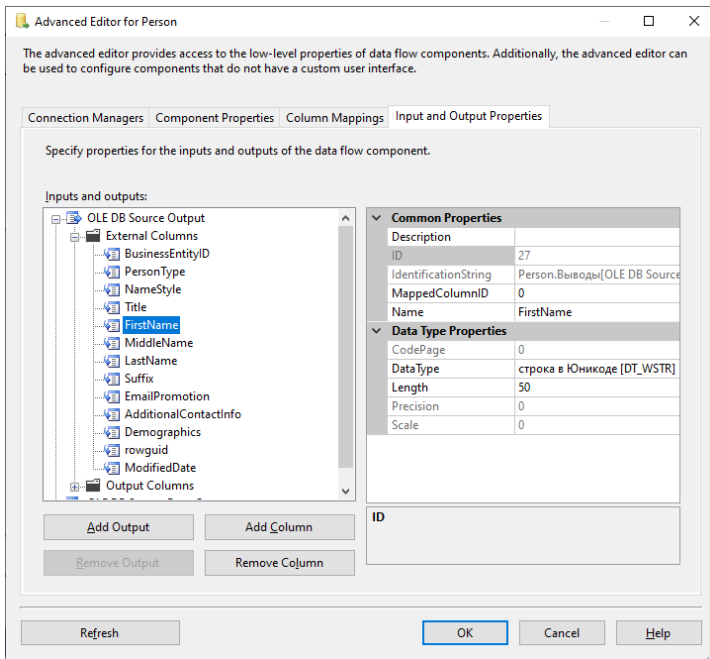 Advanced Editor for Person
The advanced editor provides access to the low-level properties of data flow components. Additionally, the advanced editor can
be used to configure components that do not have a custom user interface.
Connection Managers Component Properties Column Mappings Input and Output Properties
Specify properties for the inputs and outputs of the data flow component.
Inputs and outputs:
OLE DB Source Output
External Columns
BusinessEntityID
PersonType
NameStyle
Title
FirstName
MiddleName
LastName
Suffix
EmailPromotion
AdditionalContactInfo
Demographics
rowguid
ModifiedDate
Output Columns
Common Properties
Description
ID 27
IdentificationString Person.Выводы[OLE DB Source
MappedColumnID 0
Name FirstName
Data Type Properties
CodePage 0
DataType строка в Юникоде [DT_WSTR]
Length 50
Precision 0
Scale 0
ID
Add Output Add Column
Remove Output Remove Column
Refresh OK Cancel Help